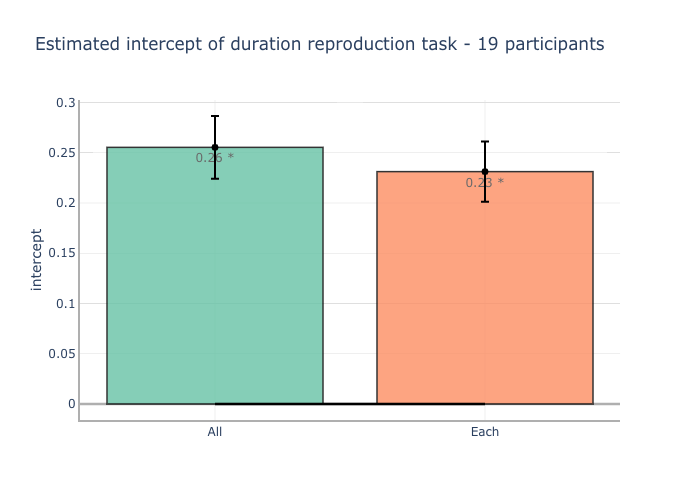 Estimated intercept of duration reproduction task - 19 participants
0.3
0.25
0.2
0.15
0.1
0.05
0
intercept
0.26 *
0.23 *
All
Each